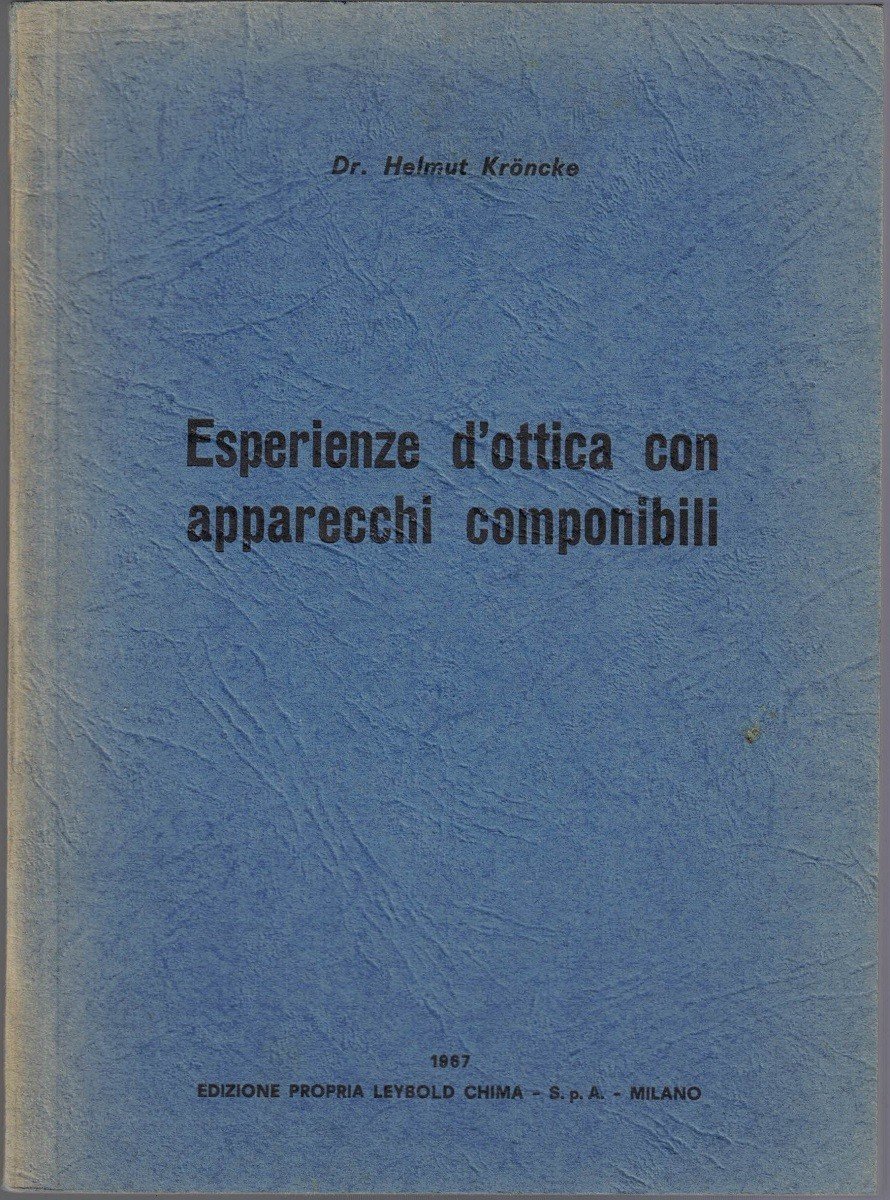 Dr. Helmut Kröncke
Esperienze d'ottica con
apparecchi componibili
1967
EDIZIONE PROPRIA LEYBOLD CHIMA - S.p.A. - MILANO